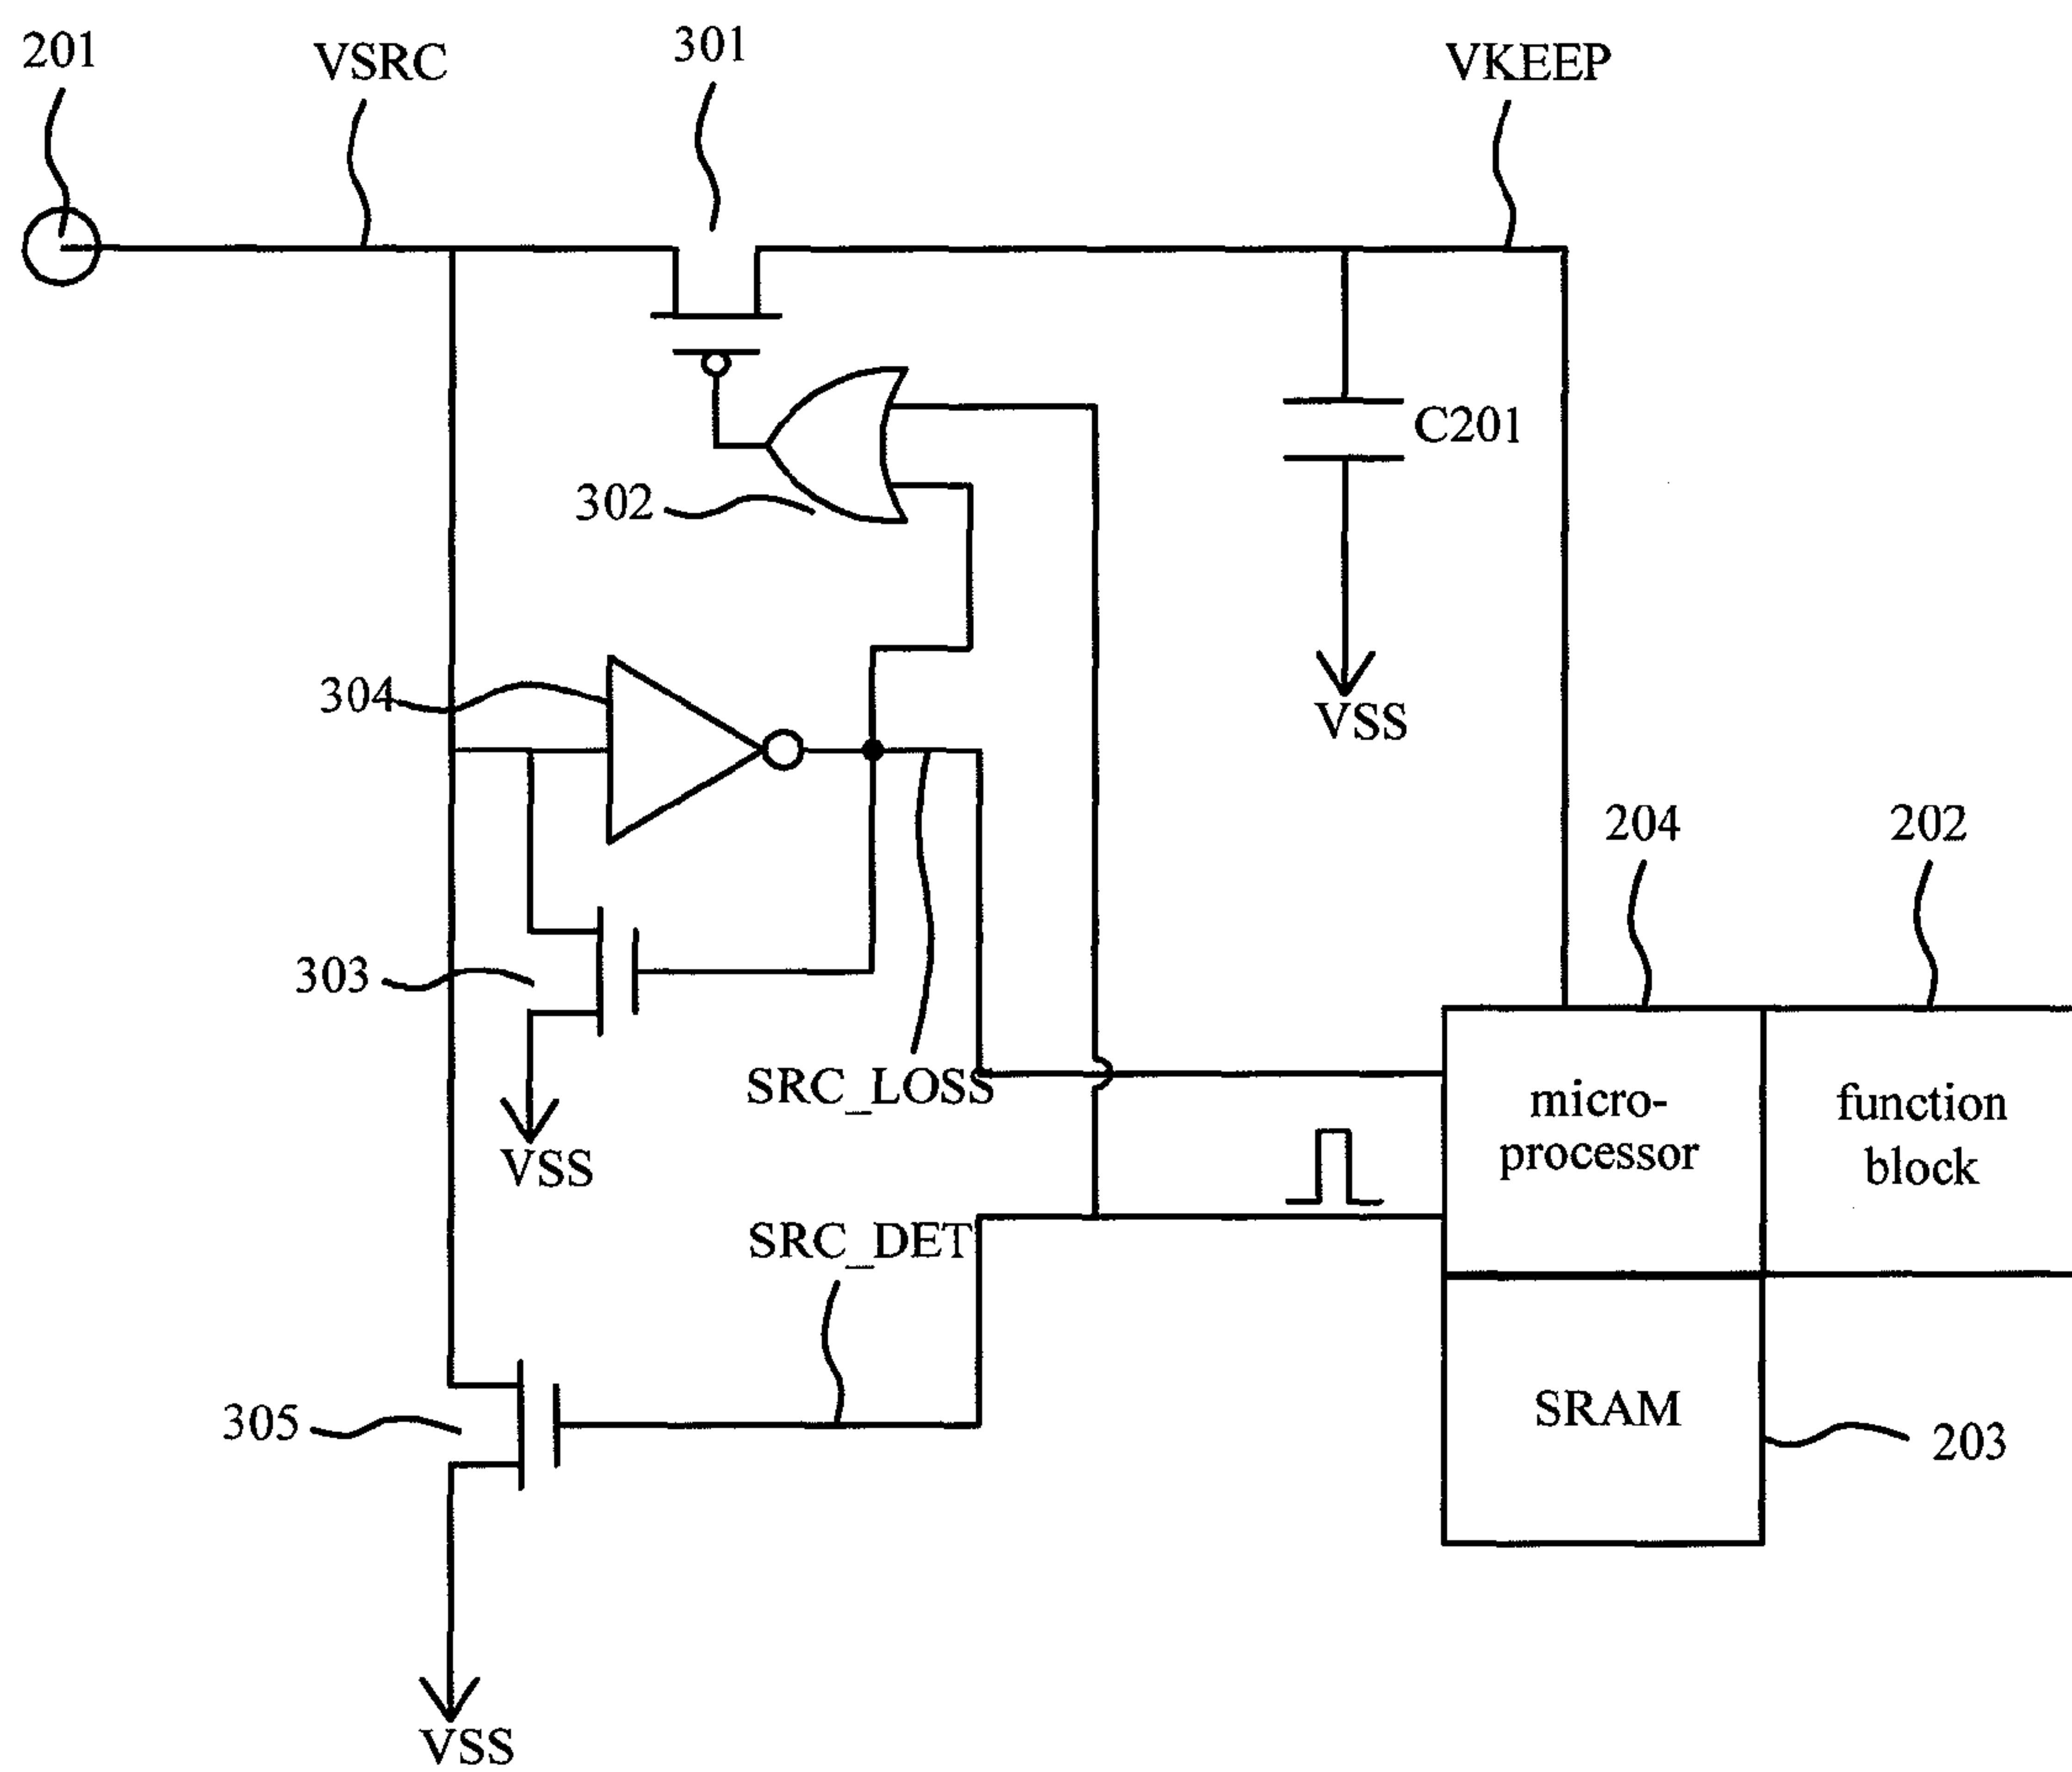 201
VSRC
301
VKEEP
C201
302
304
VSS
204
202
303
SRC_LOSS
micro-
processor
function
block
VSS
SRC_DET
SRAM
305
203
VSS